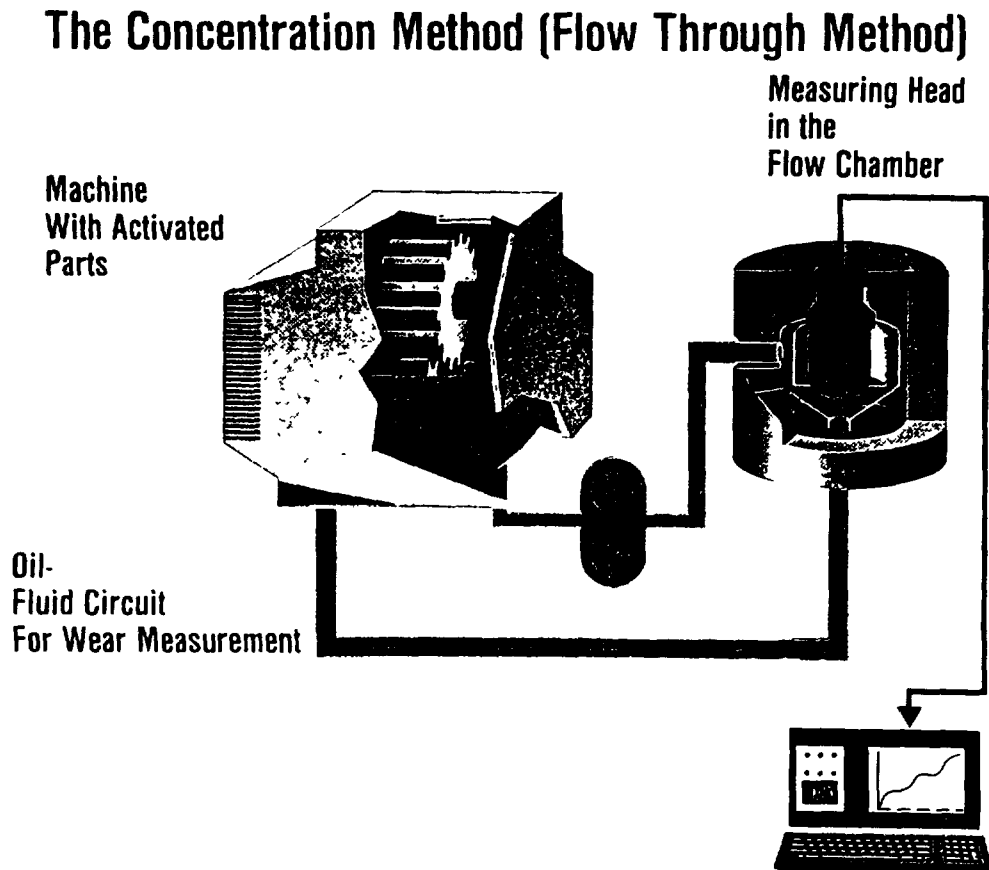 The Concentration Method (Flow Through Method)
Measuring Head
in the
Flow Chamber
Machine
With Activated
Parts
Oil-
Fluid Circuit
For Wear Measurement